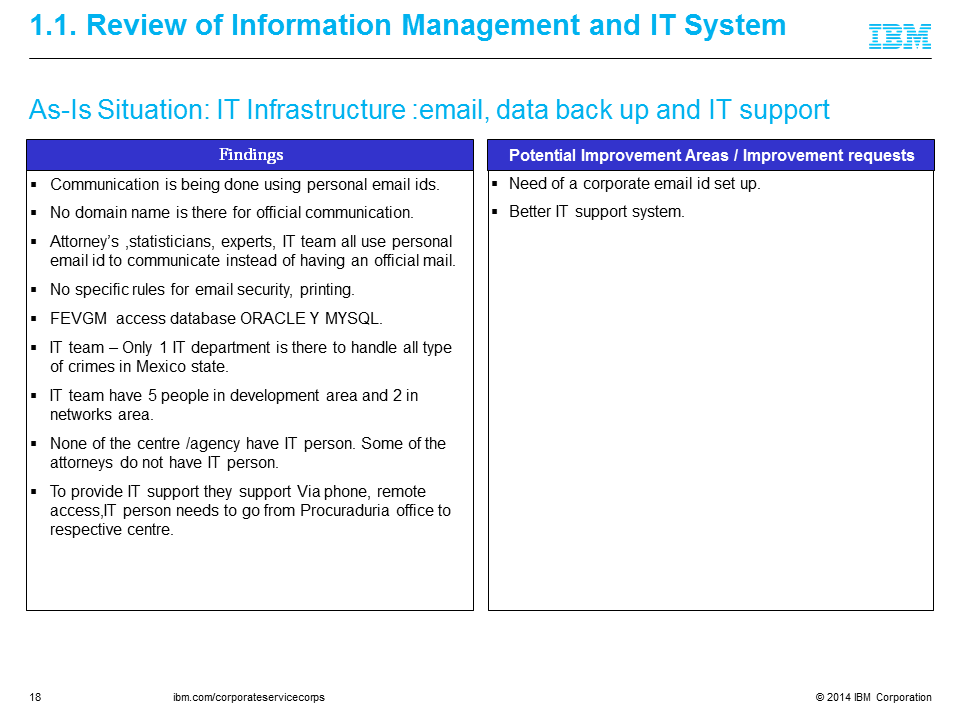 1.1. Review of Information Management and IT System
IBM
As-Is Situation: IT Infrastructure :email, data back up and IT support
Findings
▪ Communication is being done using personal email ids.
▪ No domain name is there for official communication.
▪ Attorney’s ,statisticians, experts, IT team all use personal
email id to communicate instead of having an official mail.
▪ No specific rules for email security, printing.
▪ FEVGM access database ORACLE Y MYSQL.
▪ IT team – Only 1 IT department is there to handle all type
of crimes in Mexico state.
▪ IT team have 5 people in development area and 2 in
networks area.
▪ None of the centre /agency have IT person. Some of the
attorneys do not have IT person.
▪ To provide IT support they support Via phone, remote
access,IT person needs to go from Procuraduria office to
respective centre.
Potential Improvement Areas / Improvement requests
▪ Need of a corporate email id set up.
▪ Better IT support system.
18
ibm.com/corporateservicecorps
© 2014 IBM Corporation